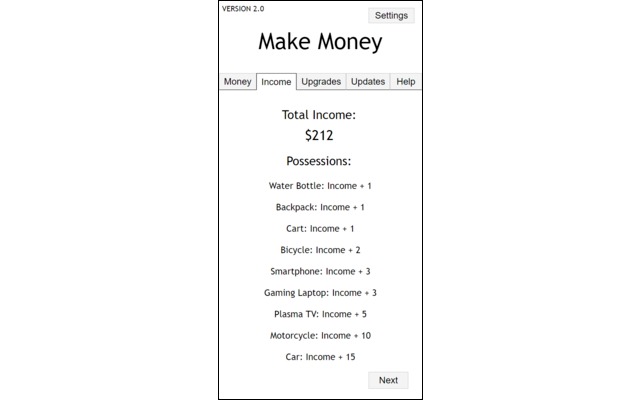 VERSION 2.0
Settings
Make Money
Money Income Upgrades Updates Help
Total Income:
$212
Possessions:
Water Bottle: Income + 1
Backpack: Income + 1
Cart: Income + 1
Bicycle: Income + 2
Smartphone: Income + 3
Gaming Laptop: Income + 3
Plasma TV: Income + 5
Motorcycle: Income + 10
Car: Income + 15
Next